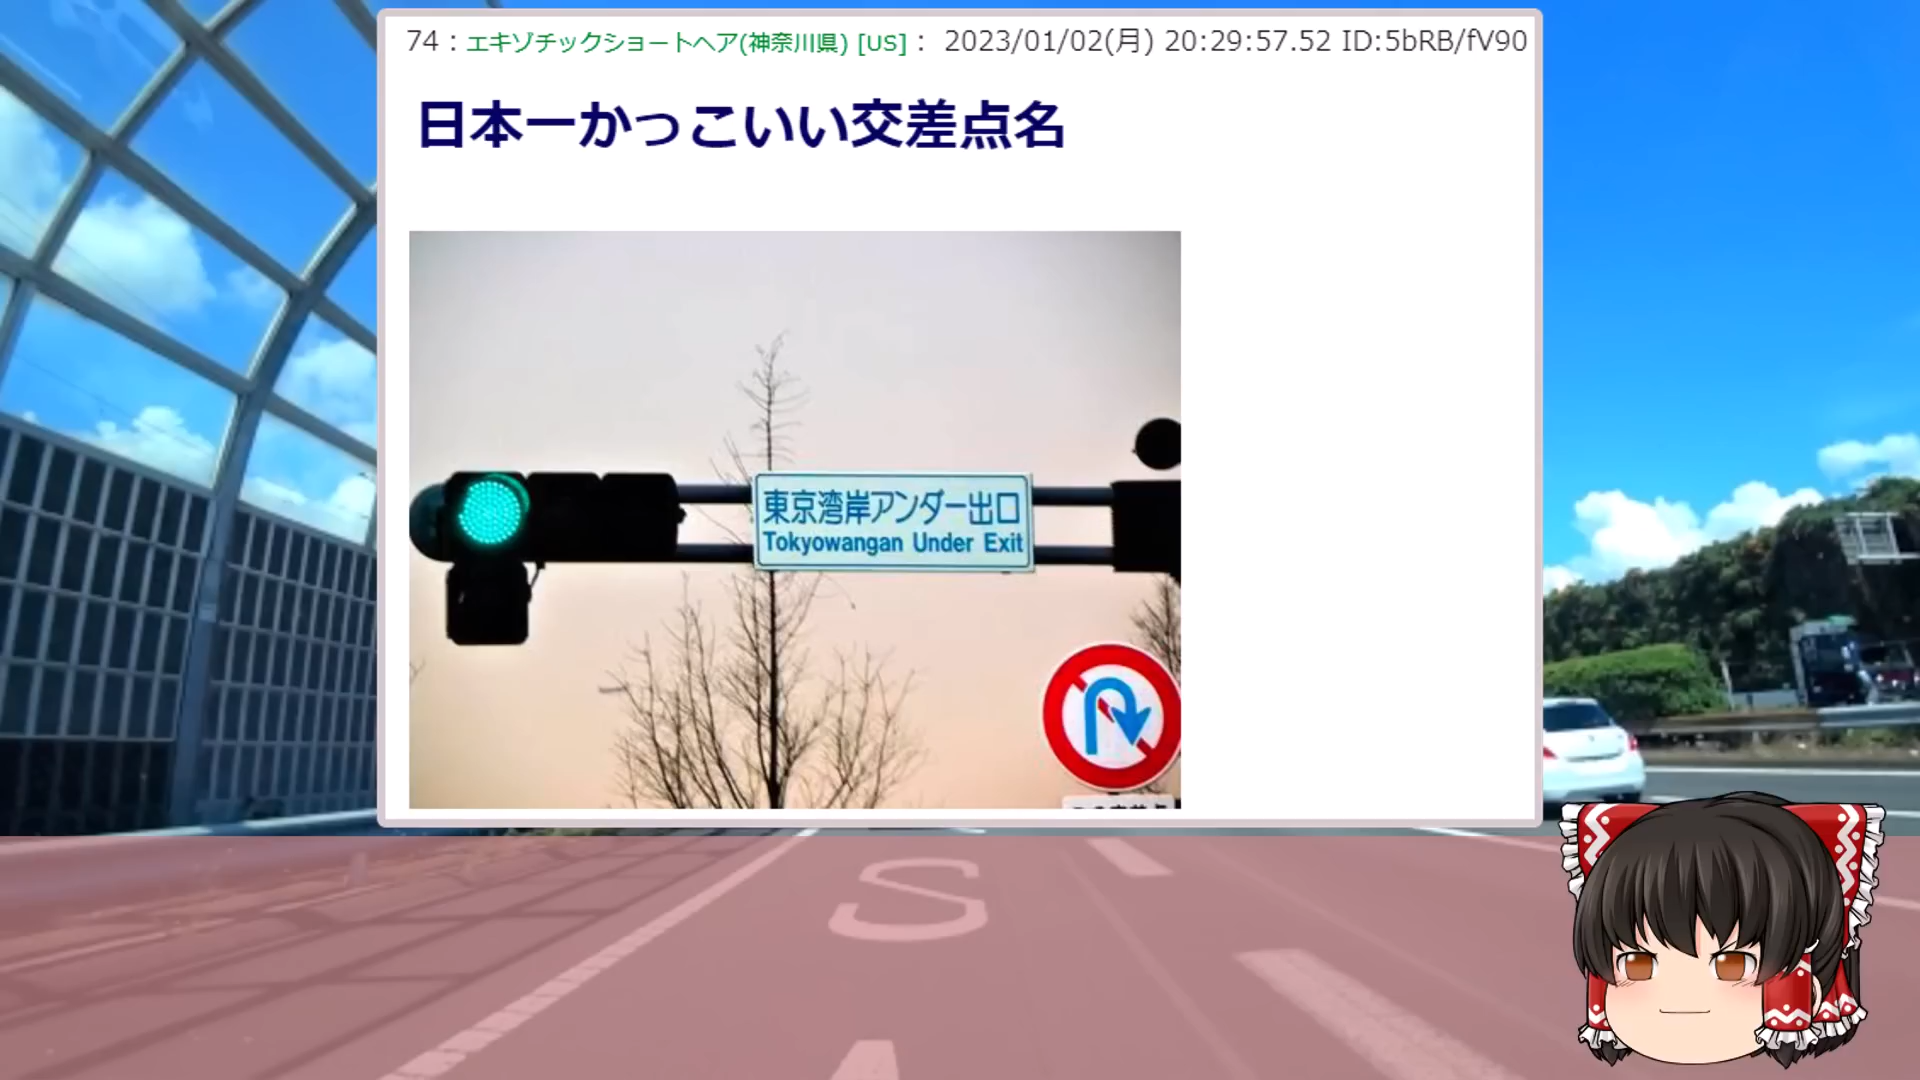 74：エキゾチックショートヘア(神奈川県) [US]： 2023/01/02(月) 20:29:57.52 ID:5bRB/fV90
日本一かっこいい交差点名
東京湾岸アンダー出口
Tokyowangan Under Exit
S